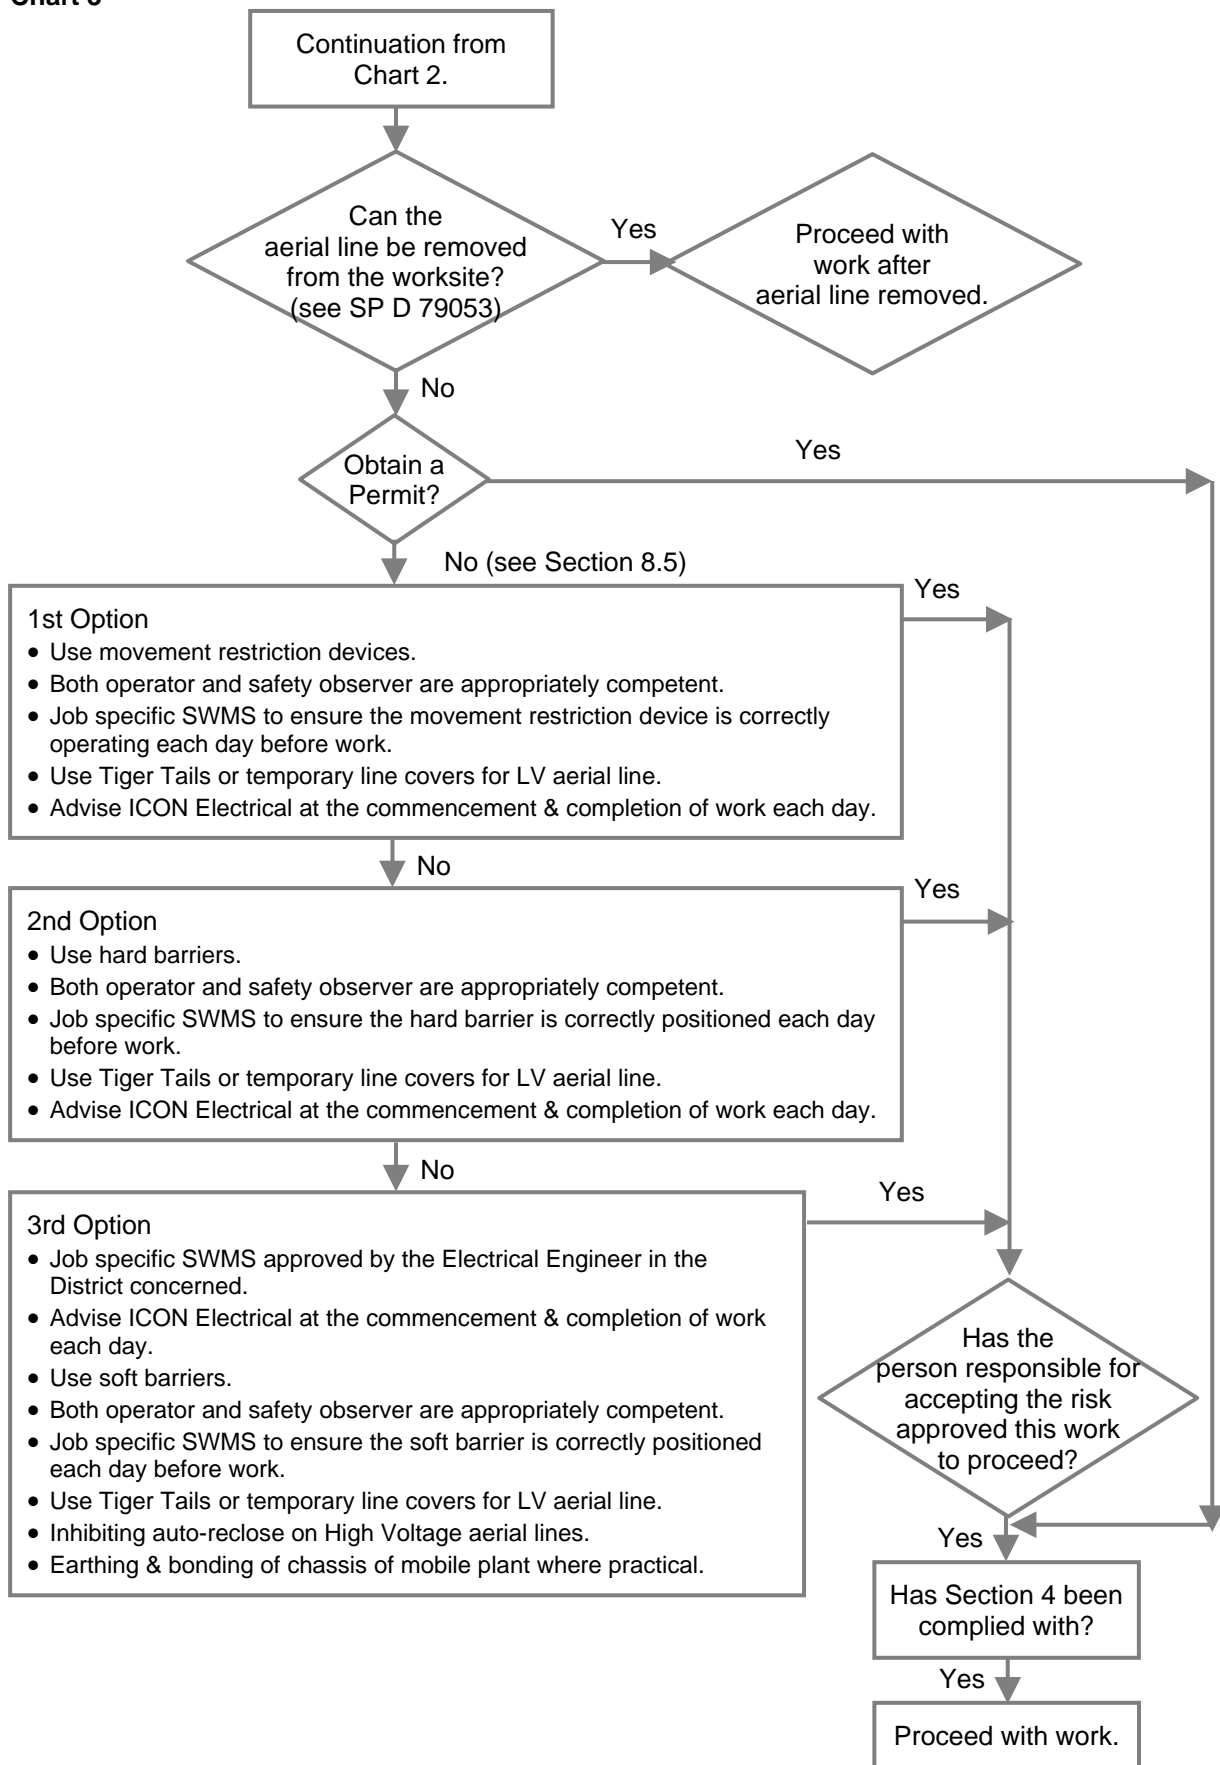 Continuation from
Chart 2.
Can the
aerial line be removed
from the worksite?
(see SP D 79053)
Yes
Proceed with
work after
aerial line removed.
No
Obtain a
Permit?
Yes
No (see Section 8.5)
1st Option
• Use movement restriction devices.
• Both operator and safety observer are appropriately competent.
• Job specific SWMS to ensure the movement restriction device is correctly
operating each day before work.
• Use Tiger Tails or temporary line covers for LV aerial line.
• Advise ICON Electrical at the commencement & completion of work each day.
Yes
No
2nd Option
• Use hard barriers.
• Both operator and safety observer are appropriately competent.
• Job specific SWMS to ensure the hard barrier is correctly positioned each day
before work.
• Use Tiger Tails or temporary line covers for LV aerial line.
• Advise ICON Electrical at the commencement & completion of work each day.
Yes
No
3rd Option
• Job specific SWMS approved by the Electrical Engineer in the
District concerned.
• Advise ICON Electrical at the commencement & completion of work
each day.
• Use soft barriers.
• Both operator and safety observer are appropriately competent.
• Job specific SWMS to ensure the soft barrier is correctly positioned
each day before work.
• Use Tiger Tails or temporary line covers for LV aerial line.
• Inhibiting auto-reclose on High Voltage aerial lines.
• Earthing & bonding of chassis of mobile plant where practical.
Yes
Has the
person responsible for
accepting the risk
approved this work
to proceed?
Yes
Has Section 4 been
complied with?
Yes
Proceed with work.